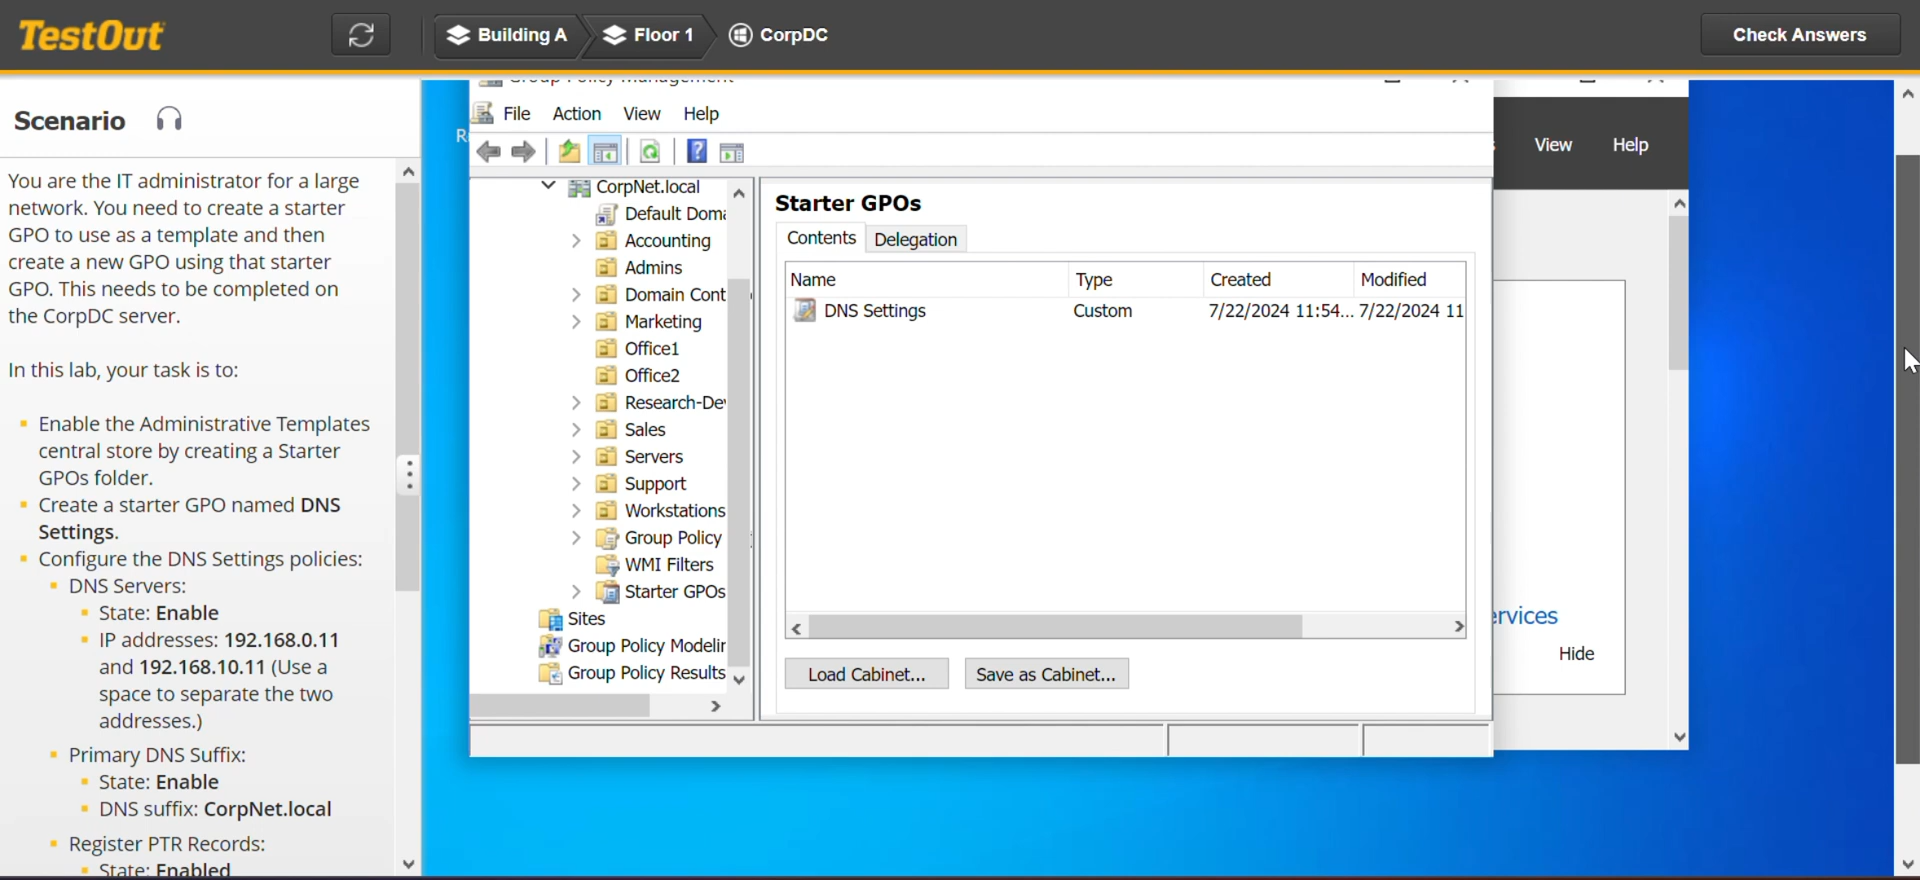 TestOut
Building A
Floor 1
CorpDC
Check Answers
Scenario
You are the IT administrator for a large
network. You need to create a starter
GPO to use as a template and then
create a new GPO using that starter
GPO. This needs to be completed on
the CorpDC server.
In this lab, your task is to:
Enable the Administrative Templates
central store by creating a Starter
GPOs folder.
Create a starter GPO named DNS
Settings.
Configure the DNS Settings policies:
DNS Servers:
State: Enable
IP addresses: 192.168.0.11
and 192.168.10.11 (Use a
space to separate the two
addresses.)
Primary DNS Suffix:
State: Enable
DNS suffix: CorpNet.local
Register PTR Records:
State: Enabled
Group Policy Management
File Action View Help
CorpNet.local
Default Doma
Accounting
Admins
Domain Cont
Marketing
Office1
Office2
Research-Dev
Sales
Servers
Support
Workstations
Group Policy
WMI Filters
Starter GPOs
Sites
Group Policy Modelin
Group Policy Results
Starter GPOs
Contents Delegation
Name Type Created Modified
DNS Settings Custom 7/22/2024 11:54... 7/22/2024 11
Load Cabinet... Save as Cabinet...
View Help
ervices
Hide